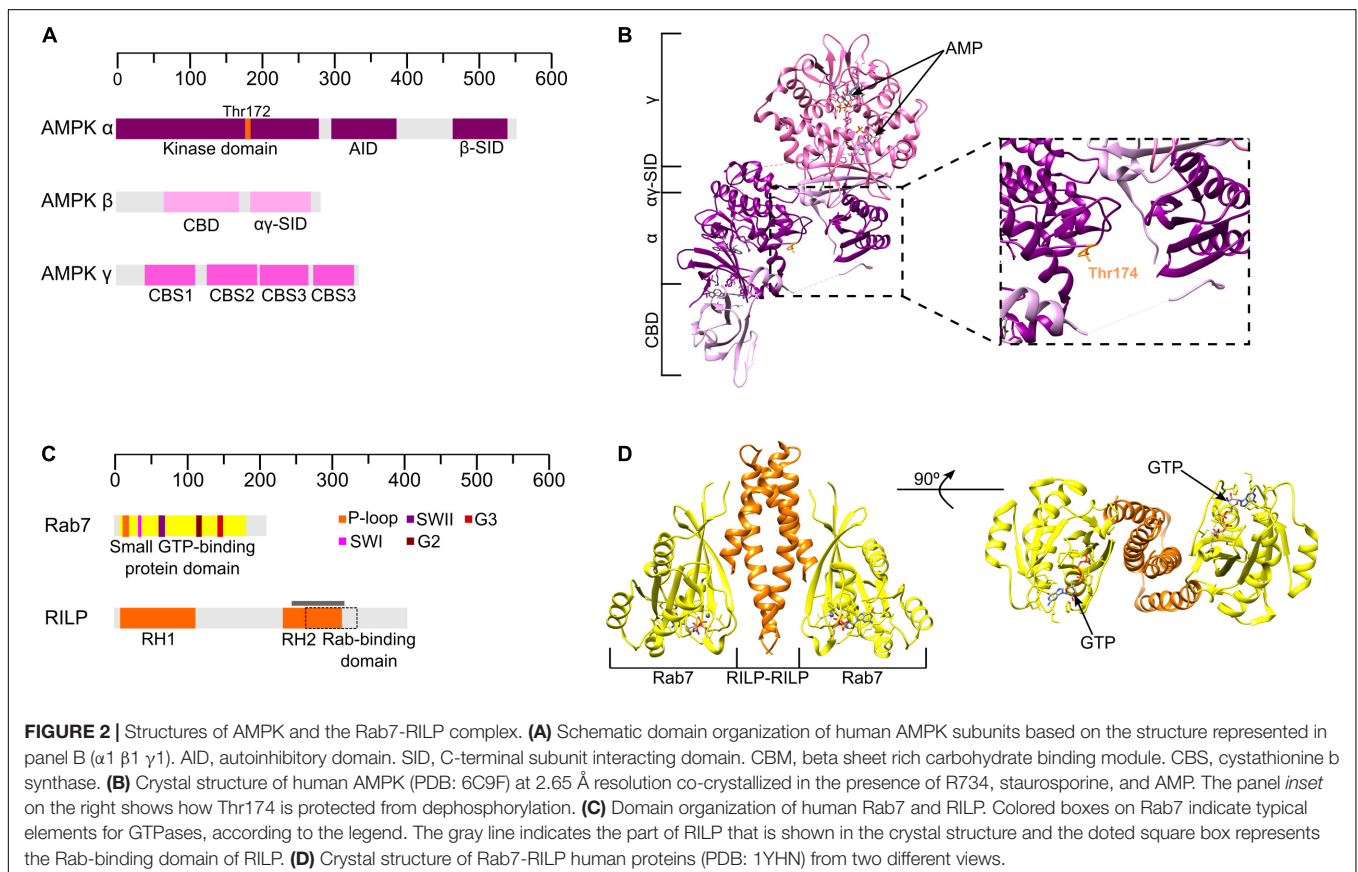 A
0 100 200 300 400 500 600
Thr172
AMPK α
Kinase domain AID β-SID
AMPK β
CBD αγ-SID
AMPK γ
CBS1 CBS2 CBS3 CBS3
B
AMP
γ
αγ-SID
α
CBD
Thr174
C
0 100 200 300 400 500 600
Rab7
Small GTP-binding
protein domain
P-loop SWII G3
SWI G2
RILP
RH1 RH2 Rab-binding
domain
D
90º
GTP
GTP
Rab7 RILP-RILP Rab7
FIGURE 2 | Structures of AMPK and the Rab7-RILP complex. (A) Schematic domain organization of human AMPK subunits based on the structure represented in
panel B (α1 β1 γ1). AID, autoinhibitory domain. SID, C-terminal subunit interacting domain. CBM, beta sheet rich carbohydrate binding module. CBS, cystathionine b
synthase. (B) Crystal structure of human AMPK (PDB: 6C9F) at 2.65 Å resolution co-crystallized in the presence of R734, staurosporine, and AMP. The panel inset
on the right shows how Thr174 is protected from dephosphorylation. (C) Domain organization of human Rab7 and RILP. Colored boxes on Rab7 indicate typical
elements for GTPases, according to the legend. The gray line indicates the part of RILP that is shown in the crystal structure and the doted square box represents
the Rab-binding domain of RILP. (D) Crystal structure of Rab7-RILP human proteins (PDB: 1YHN) from two different views.